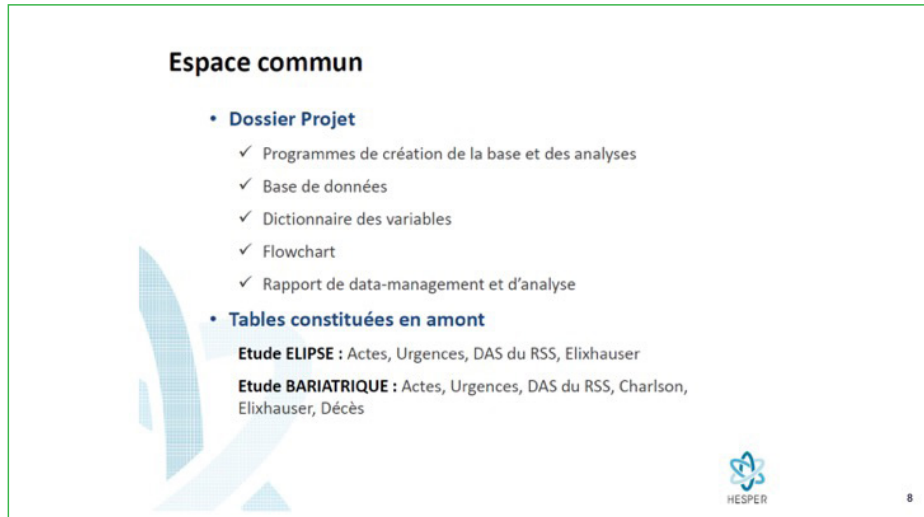 Espace commun
• Dossier Projet
✓ Programmes de création de la base et des analyses
✓ Base de données
✓ Dictionnaire des variables
✓ Flowchart
✓ Rapport de data-management et d'analyse
• Tables constituées en amont
Etude ELIPSE : Actes, Urgences, DAS du RSS, Elixhauser
Etude BARIATRIQUE : Actes, Urgences, DAS du RSS, Charlson,
Elixhauser, Décès
HESPER
8